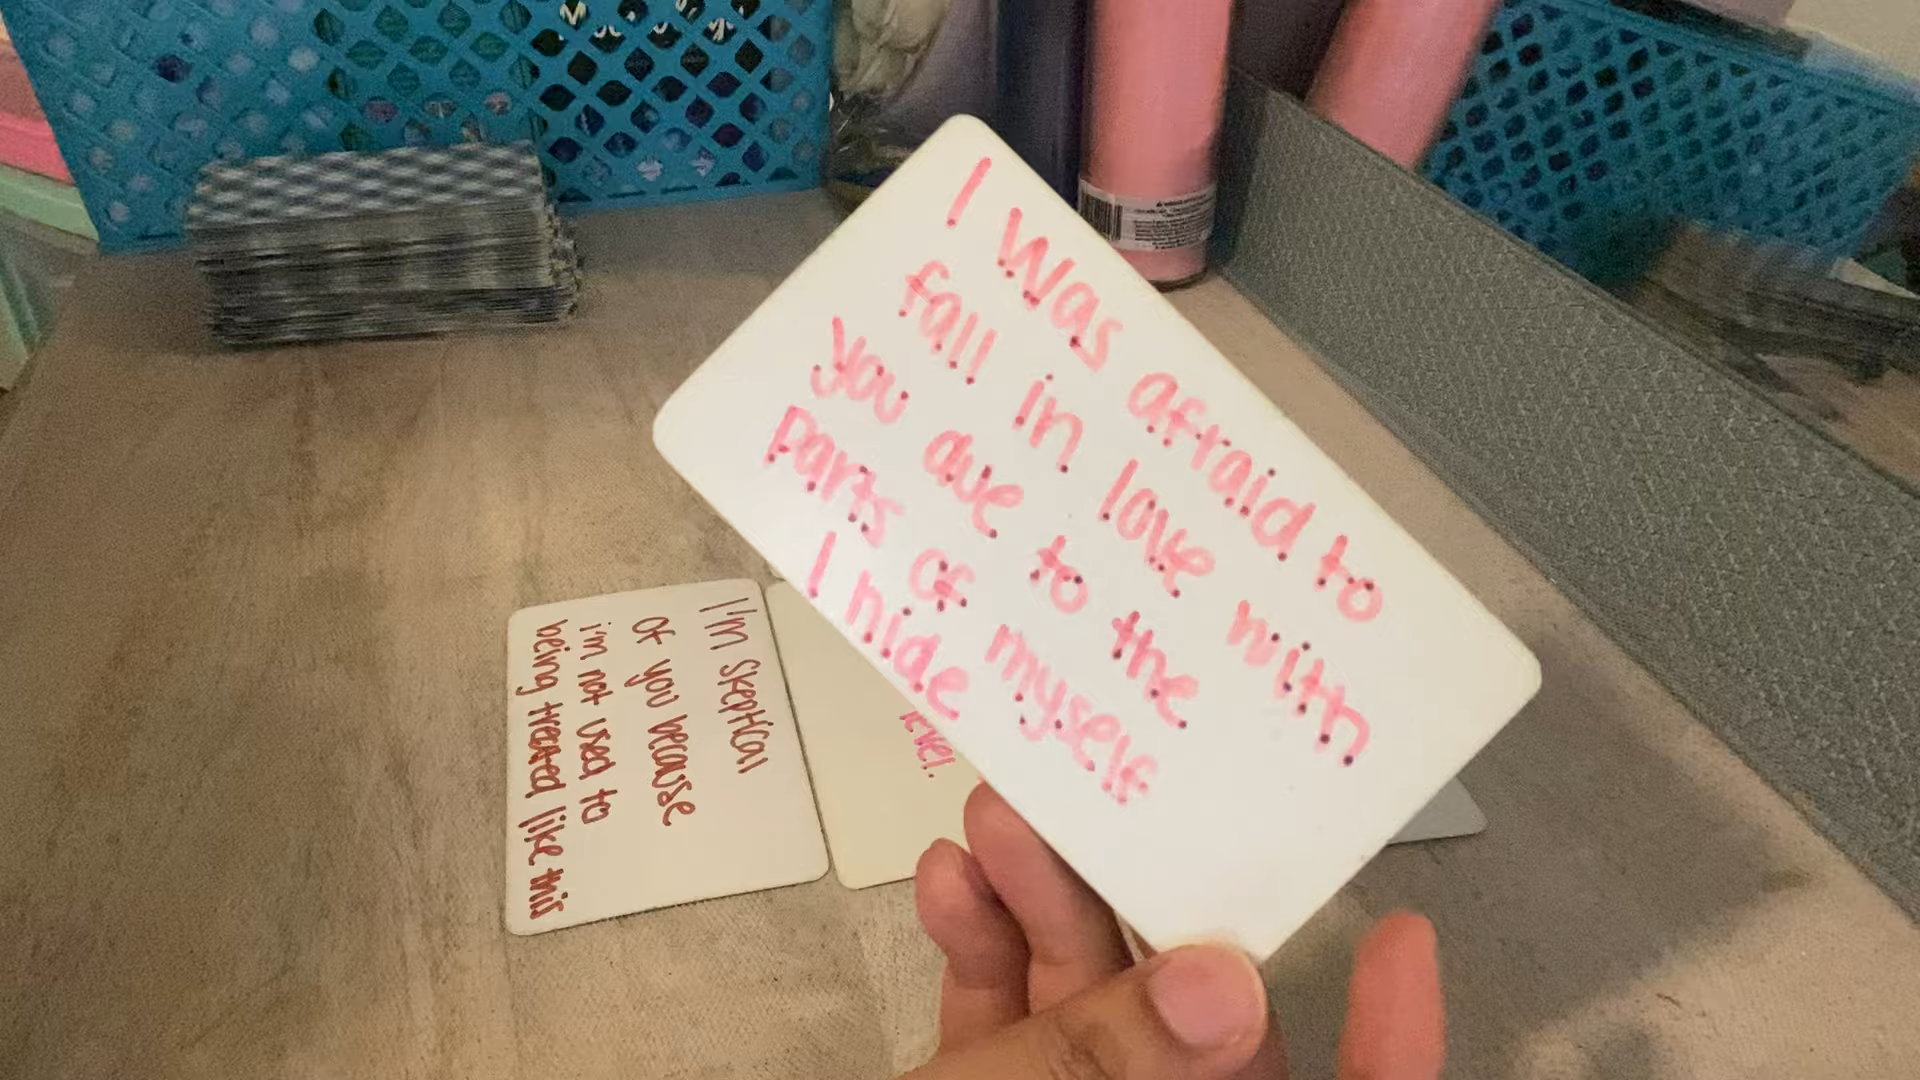 I Was afraid to
fall in love with
you due to the
parts of myself
I hide
I'm skeptical
of you because
i'm not used to
being treated like this
level.